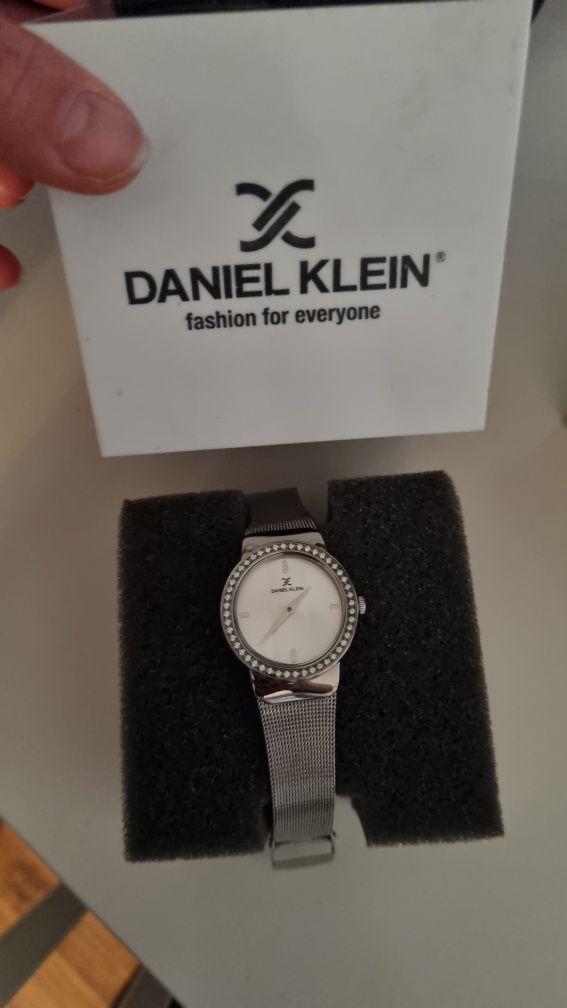 DANIEL KLEIN®
fashion for everyone
DANIEL KLEIN